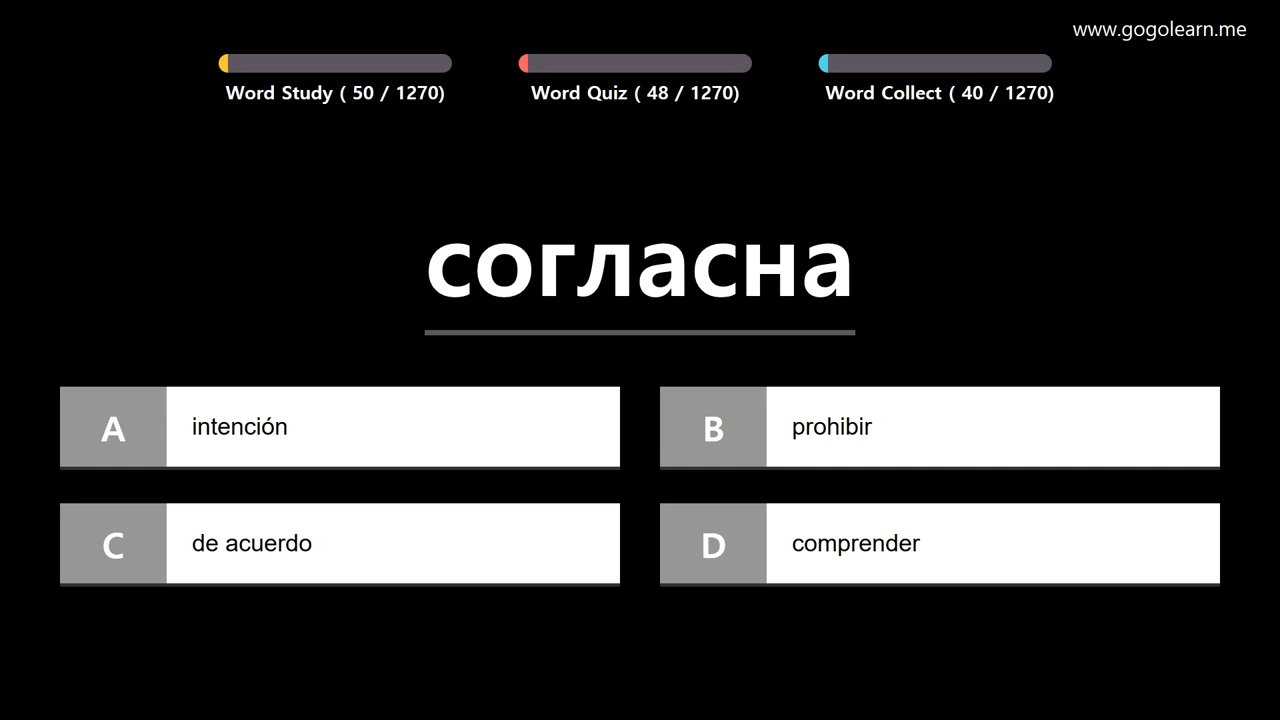 www.gogolearn.me
Word Study ( 50 / 1270)
Word Quiz ( 48 / 1270)
Word Collect ( 40 / 1270)
согласна
A intención
B prohibir
C de acuerdo
D comprender